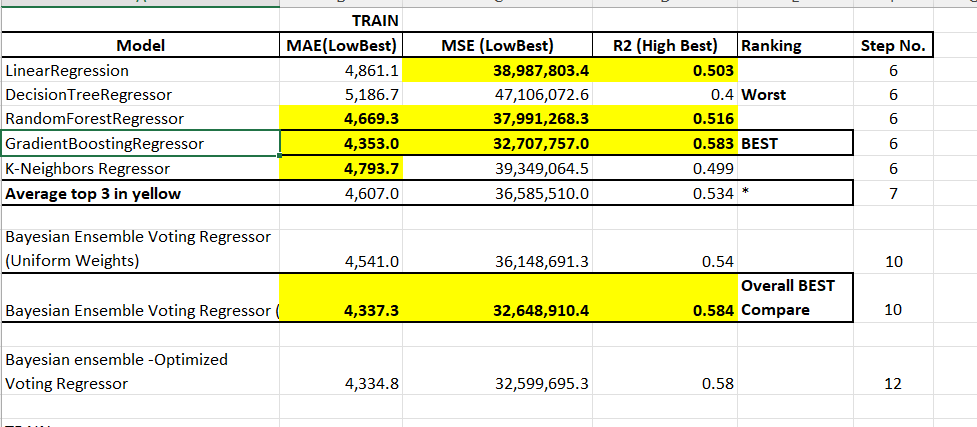 TRAIN
Model MAE(LowBest) MSE (LowBest) R2 (High Best) Ranking Step No.
LinearRegression 4,861.1 38,987,803.4 0.503 6
DecisionTreeRegressor 5,186.7 47,106,072.6 0.4 Worst 6
RandomForestRegressor 4,669.3 37,991,268.3 0.516 6
GradientBoostingRegressor 4,353.0 32,707,757.0 0.583 BEST 6
K-Neighbors Regressor 4,793.7 39,349,064.5 0.499 6
Average top 3 in yellow 4,607.0 36,585,510.0 0.534 * 7
Bayesian Ensemble Voting Regressor
(Uniform Weights) 4,541.0 36,148,691.3 0.54 10
Overall BEST
Bayesian Ensemble Voting Regressor ( 4,337.3 32,648,910.4 0.584 Compare 10
Bayesian ensemble -Optimized
Voting Regressor 4,334.8 32,599,695.3 0.58 12